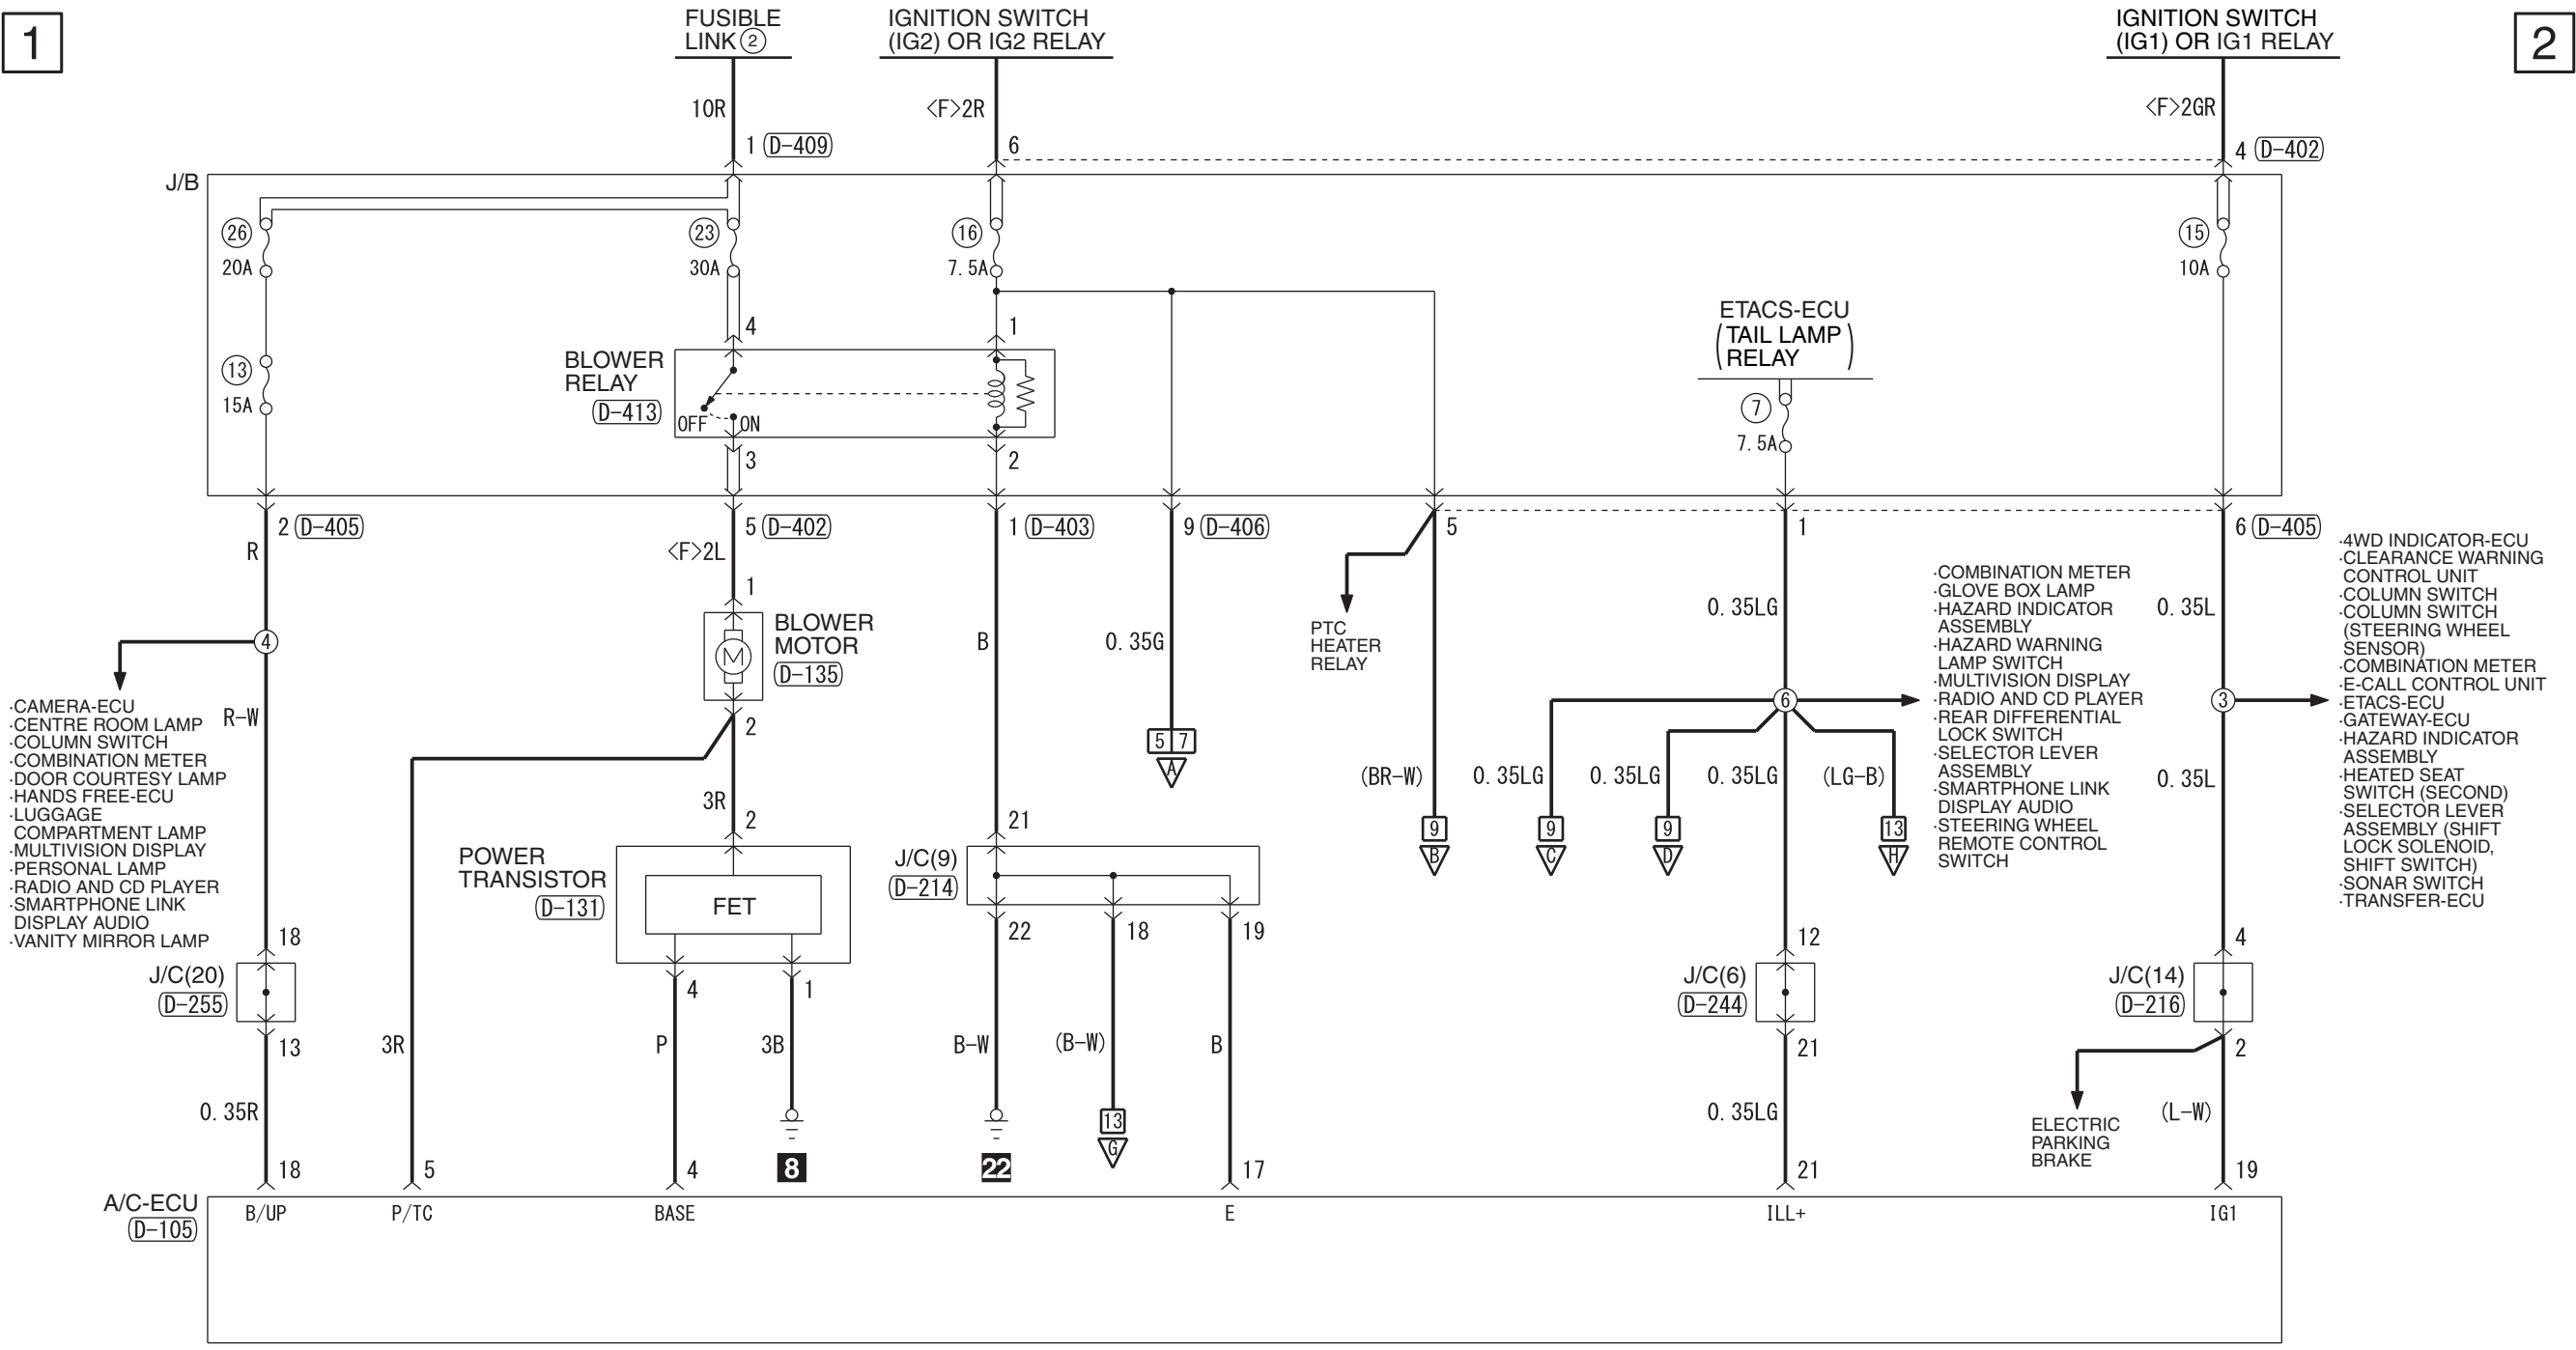 1
FUSIBLE
LINK 2
IGNITION SWITCH
(IG2) OR IG2 RELAY
IGNITION SWITCH
(IG1) OR IG1 RELAY
2
10R
<F>2R
<F>2GR
1 D-409
6
4 D-402
J/B
26
20A
23
30A
16
7.5A
15
10A
4
1
ETACS-ECU
(TAIL LAMP
RELAY)
13
15A
BLOWER
RELAY
D-413
OFF
ON
7
7.5A
3
2
2 D-405
5 D-402
1 D-403
9 D-406
5
1
6 D-405
R
<F>2L
1
4
BLOWER
MOTOR
D-135
B
0.35G
PTC
HEATER
RELAY
0.35LG
0.35L
·COMBINATION METER
·GLOVE BOX LAMP
·HAZARD INDICATOR
ASSEMBLY
·HAZARD WARNING
LAMP SWITCH
·MULTIVISION DISPLAY
·RADIO AND CD PLAYER
·REAR DIFFERENTIAL
LOCK SWITCH
·SELECTOR LEVER
ASSEMBLY
·SMARTPHONE LINK
DISPLAY AUDIO
·STEERING WHEEL
REMOTE CONTROL
SWITCH
·4WD INDICATOR-ECU
·CLEARANCE WARNING
CONTROL UNIT
·COLUMN SWITCH
·COLUMN SWITCH
(STEERING WHEEL
SENSOR)
·COMBINATION METER
·E-CALL CONTROL UNIT
·ETACS-ECU
·GATEWAY-ECU
·HAZARD INDICATOR
ASSEMBLY
·HEATED SEAT
SWITCH (SECOND)
·SELECTOR LEVER
ASSEMBLY (SHIFT
LOCK SOLENOID,
SHIFT SWITCH)
·SONAR SWITCH
·TRANSFER-ECU
·CAMERA-ECU
·CENTRE ROOM LAMP
·COLUMN SWITCH
·COMBINATION METER
·DOOR COURTESY LAMP
·HANDS FREE-ECU
·LUGGAGE
COMPARTMENT LAMP
·MULTIVISION DISPLAY
·PERSONAL LAMP
·RADIO AND CD PLAYER
·SMARTPHONE LINK
DISPLAY AUDIO
·VANITY MIRROR LAMP
R-W
M
2
6
3
5 7
A
(BR-W)
0.35LG
0.35LG
0.35LG
(LG-B)
0.35L
3R
2
21
9
B
9
C
9
D
13
H
POWER
TRANSISTOR
D-131
FET
J/C(9)
D-214
18
22
18
19
12
4
J/C(20)
D-255
4
1
J/C(6)
D-244
J/C(14)
D-216
13
3R
P
3B
B-W
(B-W)
B
21
2
0.35R
13
G
0.35LG
ELECTRIC
PARKING
BRAKE
(L-W)
18
5
4
8
22
17
21
19
A/C-ECU
D-105
B/UP
P/TC
BASE
E
ILL+
IG1